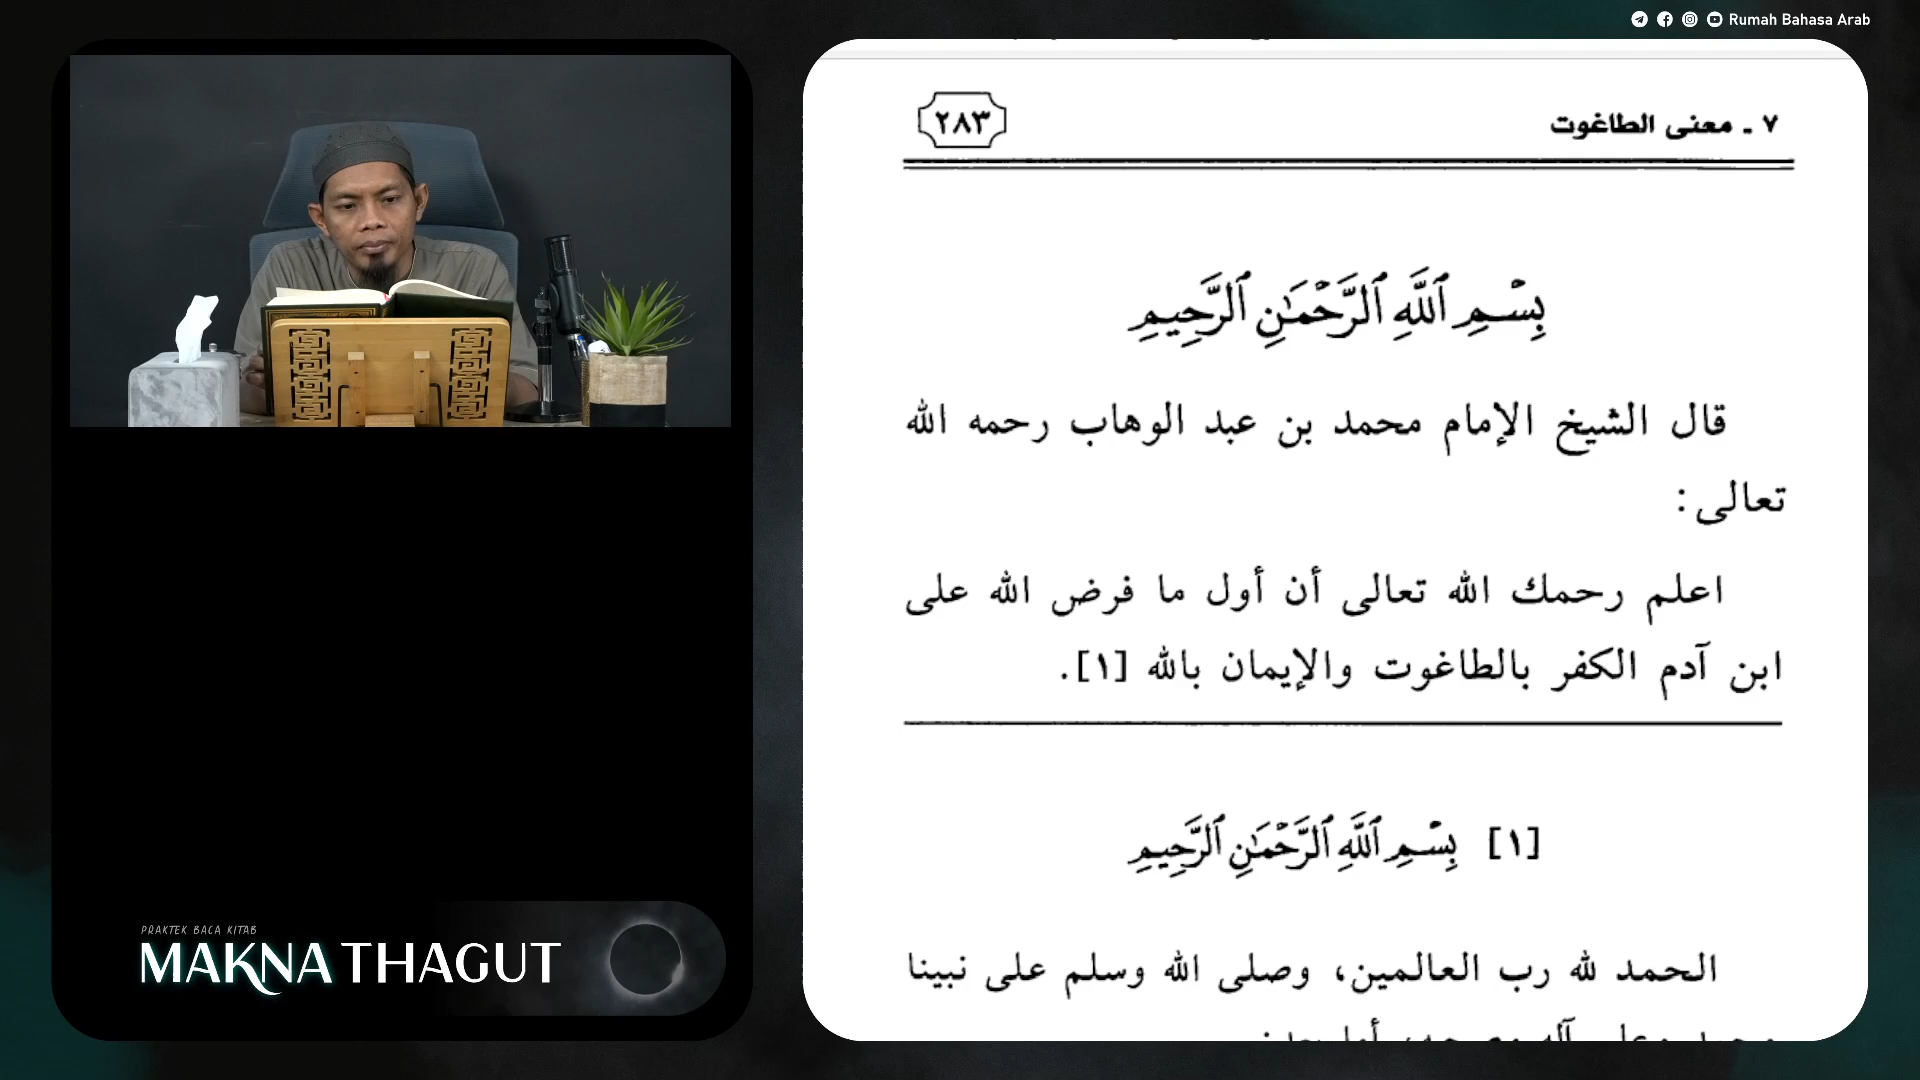 Rumah Bahasa Arab
٧ ـ معنى الطاغوت
٢٨٣
بِسْمِ ٱللَّهِ ٱلرَّحْمَٰنِ ٱلرَّحِيمِ
قال الشيخ الإمام محمد بن عبد الوهاب رحمه الله
تعالى:
اعلم رحمك الله تعالى أن أول ما فرض الله على
ابن آدم الكفر بالطاغوت والإيمان بالله [١].
[١] بِسْمِ ٱللَّهِ ٱلرَّحْمَٰنِ ٱلرَّحِيمِ
الحمد لله رب العالمين، وصلى الله وسلم على نبينا
PRAKTEK BACA KITAB
MAKNA THAGUT